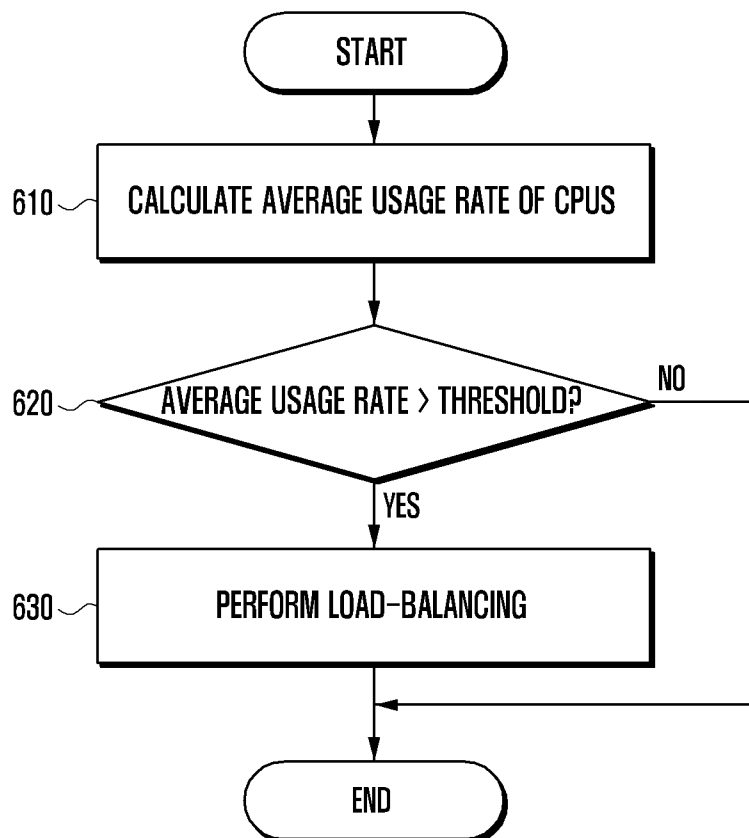 START
610
CALCULATE AVERAGE USAGE RATE OF CPUS
620
AVERAGE USAGE RATE > THRESHOLD?
NO
YES
630
PERFORM LOAD-BALANCING
END